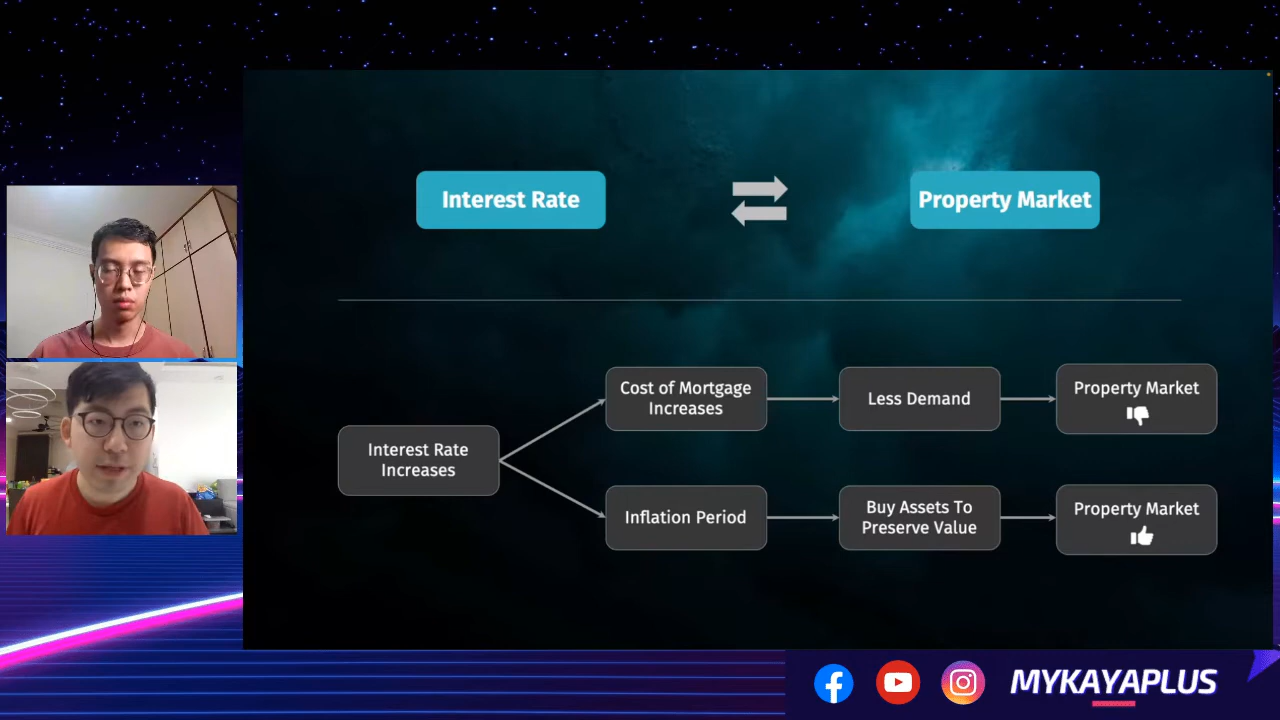 Interest Rate
Property Market
Interest Rate
Increases
Cost of Mortgage
Increases
Less Demand
Property Market
Inflation Period
Buy Assets To
Preserve Value
Property Market
MYKAYAPLUS